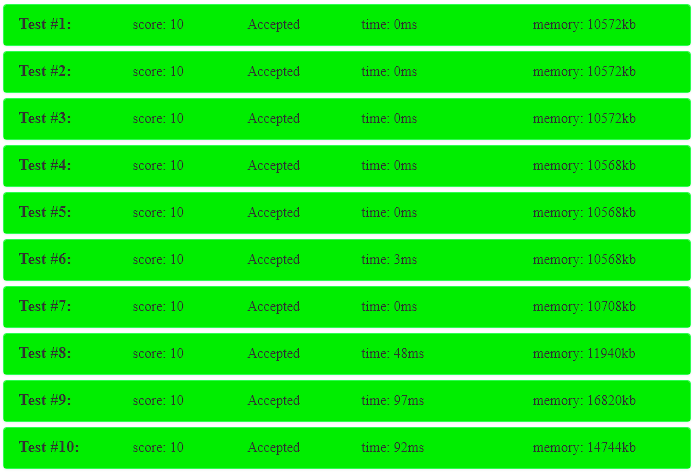 Test #1: score: 10 Accepted time: 0ms memory: 10572kb
Test #2: score: 10 Accepted time: 0ms memory: 10572kb
Test #3: score: 10 Accepted time: 0ms memory: 10572kb
Test #4: score: 10 Accepted time: 0ms memory: 10568kb
Test #5: score: 10 Accepted time: 0ms memory: 10568kb
Test #6: score: 10 Accepted time: 3ms memory: 10568kb
Test #7: score: 10 Accepted time: 0ms memory: 10708kb
Test #8: score: 10 Accepted time: 48ms memory: 11940kb
Test #9: score: 10 Accepted time: 97ms memory: 16820kb
Test #10: score: 10 Accepted time: 92ms memory: 14744kb